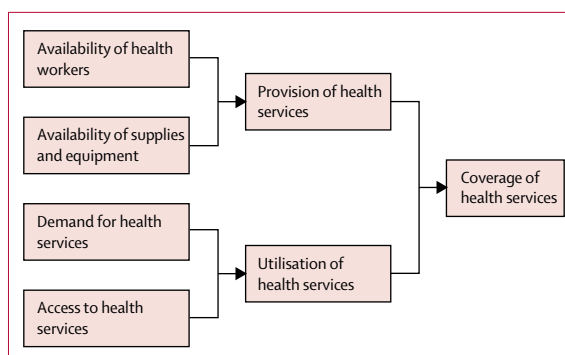 Availability of health
workers
Availability of supplies
and equipment
Demand for health
services
Access to health
services
Provision of health
services
Utilisation of
health services
Coverage of
health services